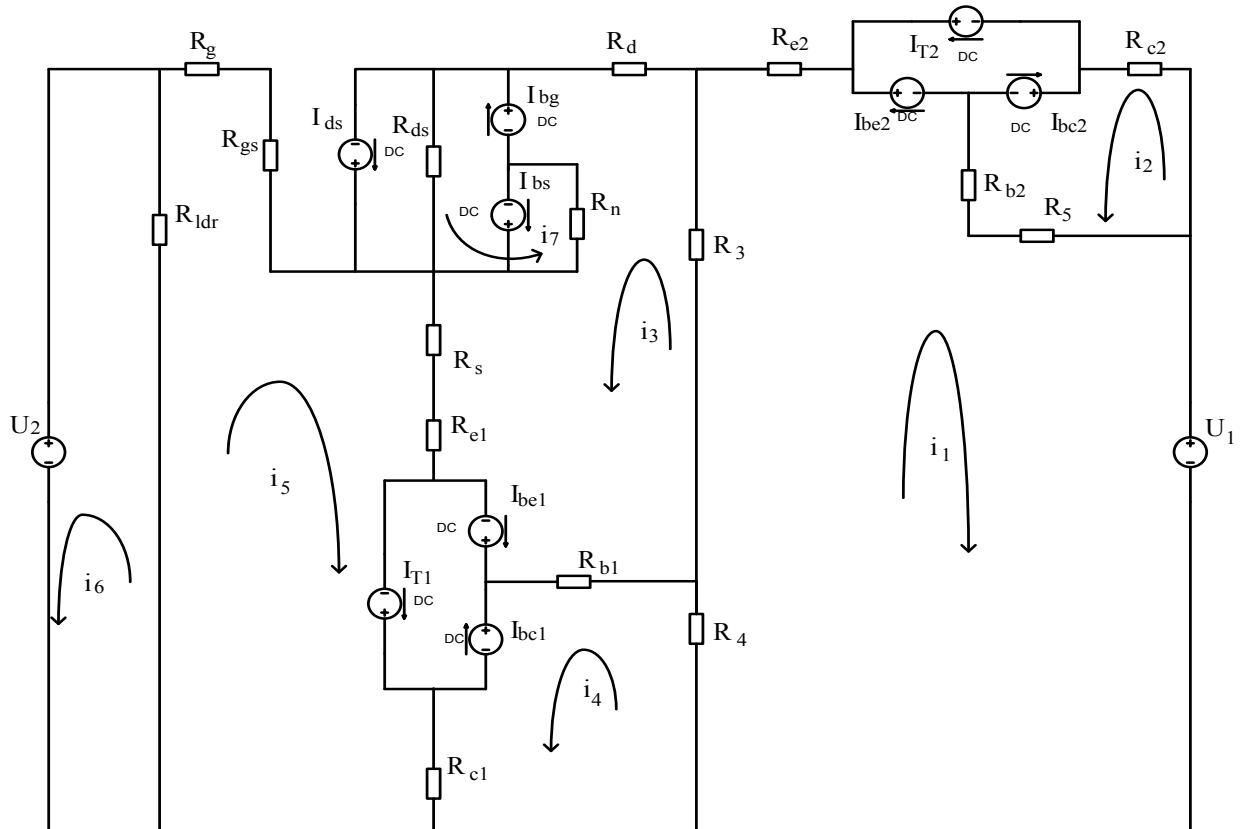 Rg
Rd
Re2
IT2
DC
Rc2
Ids
DC
Rds
Ibg
DC
Ibe2
DC
DC
Ibc2
Rgs
i2
Rb2
Ibs
DC
Rn
R5
Rldr
i7
R3
i3
Rs
U2
Re1
U1
i1
i5
Ibe1
DC
Rb1
i6
IT1
DC
DC
Ibc1
R4
i4
Rc1